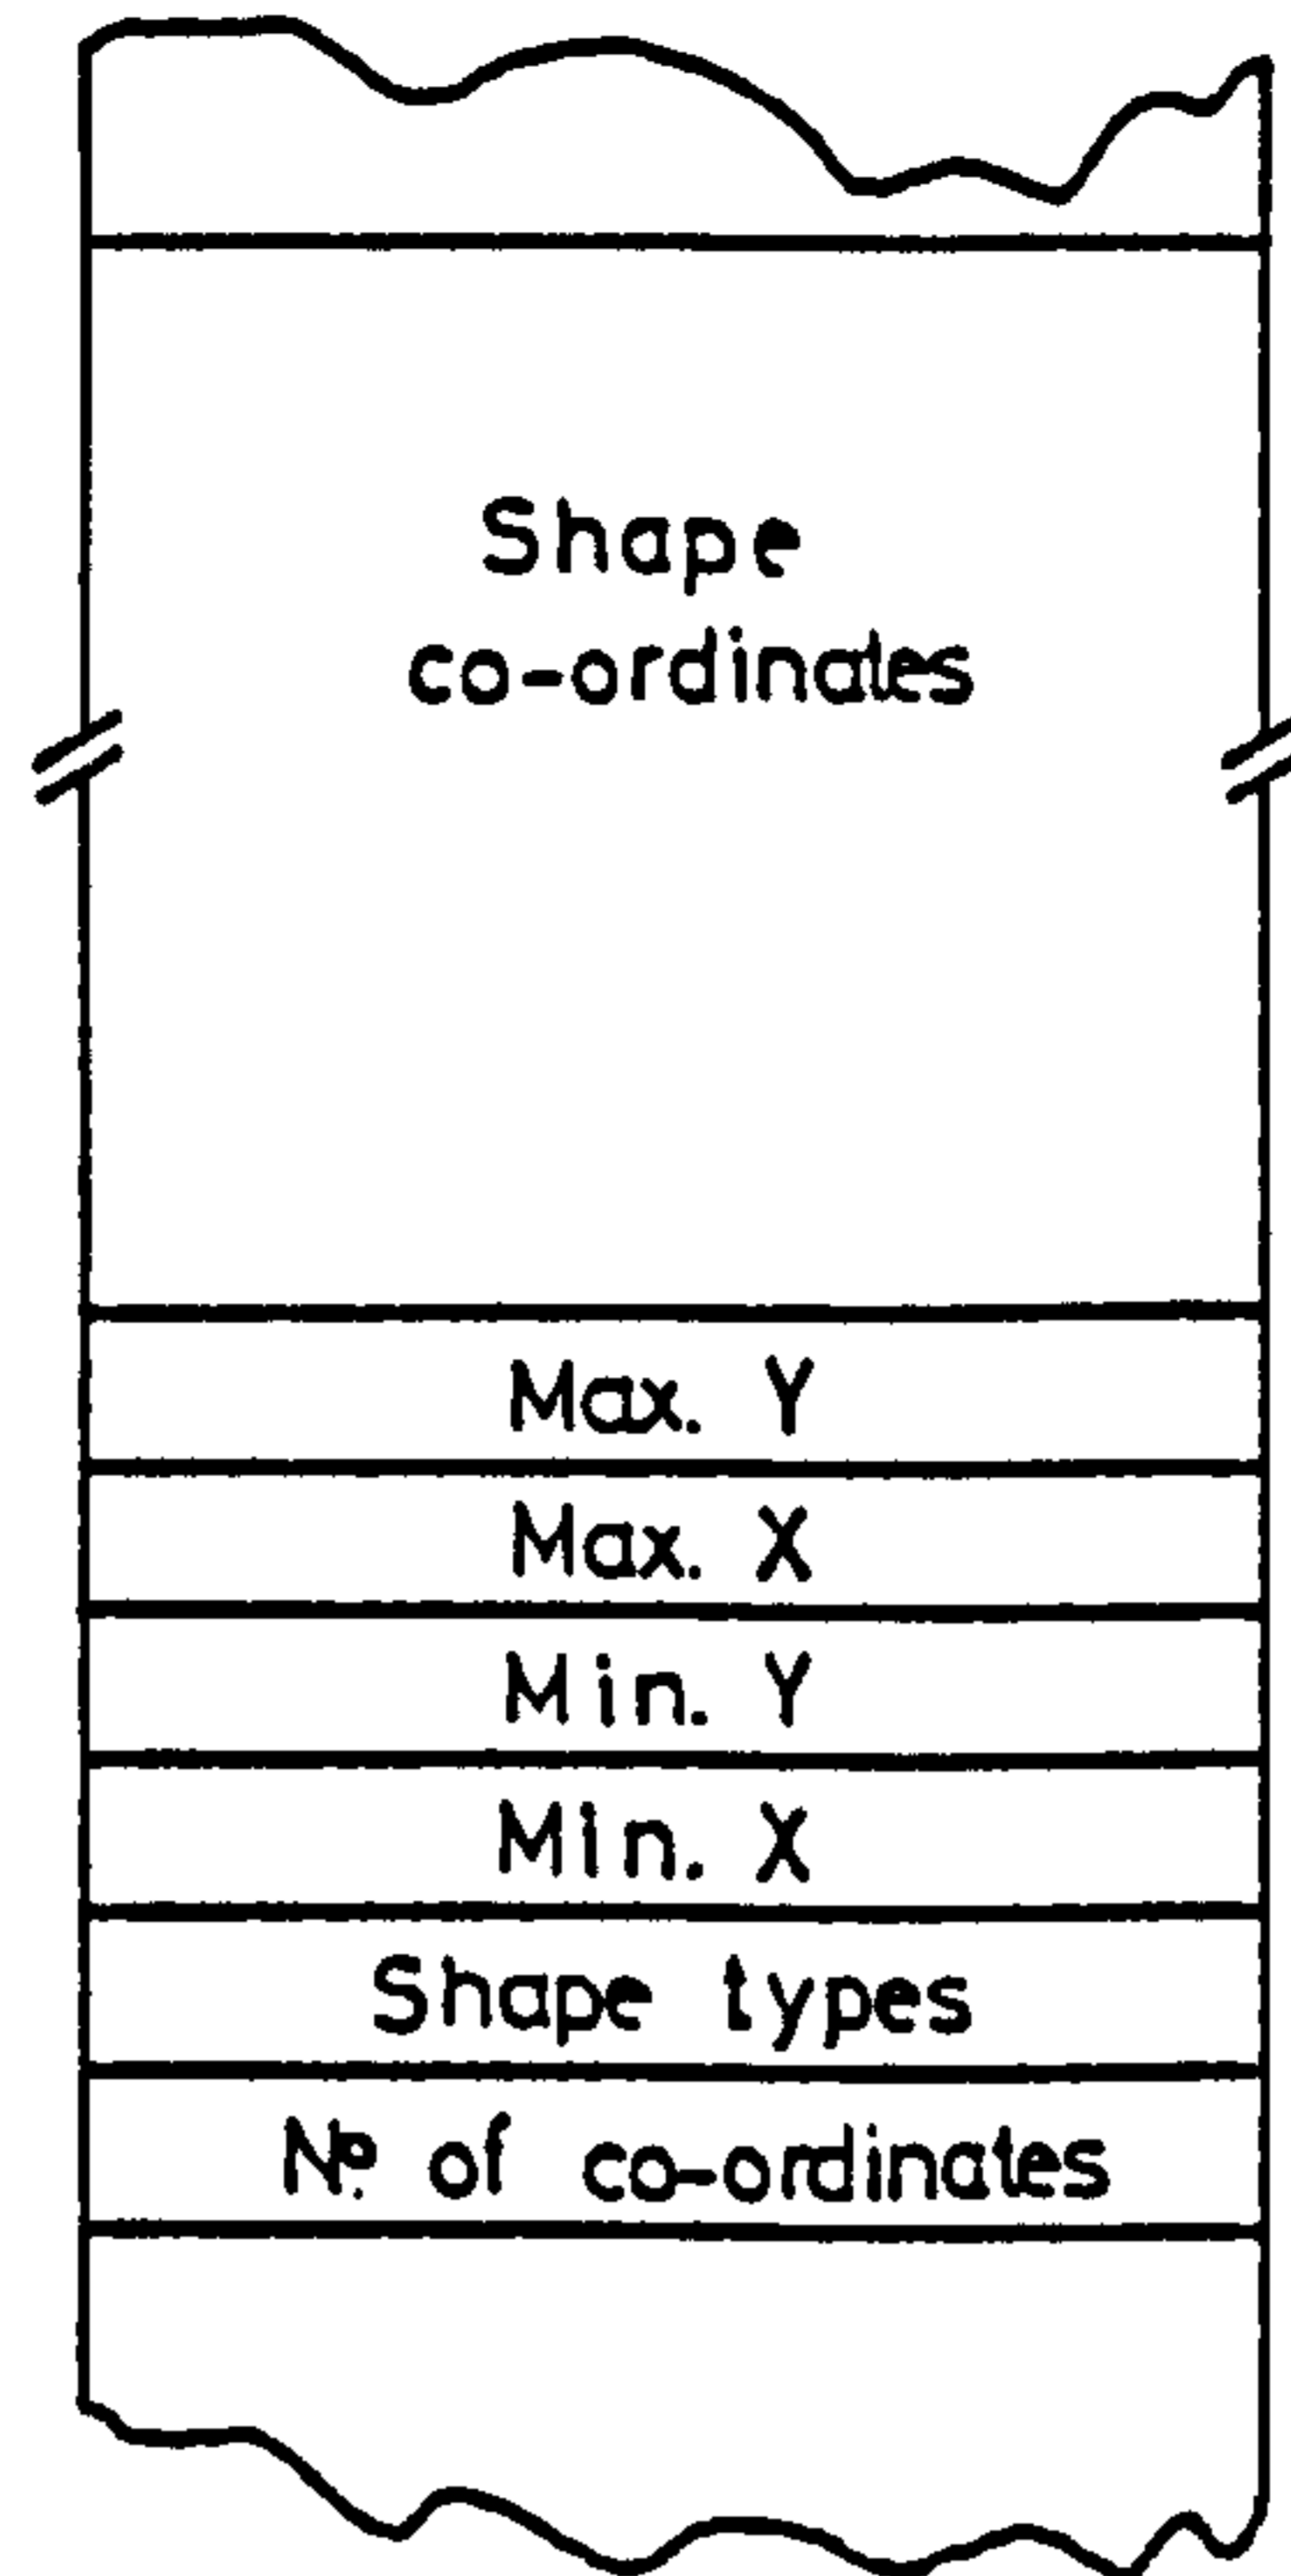 Shape
co-ordinates
Max. Y
Max. X
Min. Y
Min. X
Shape types
Nº. of co-ordinates